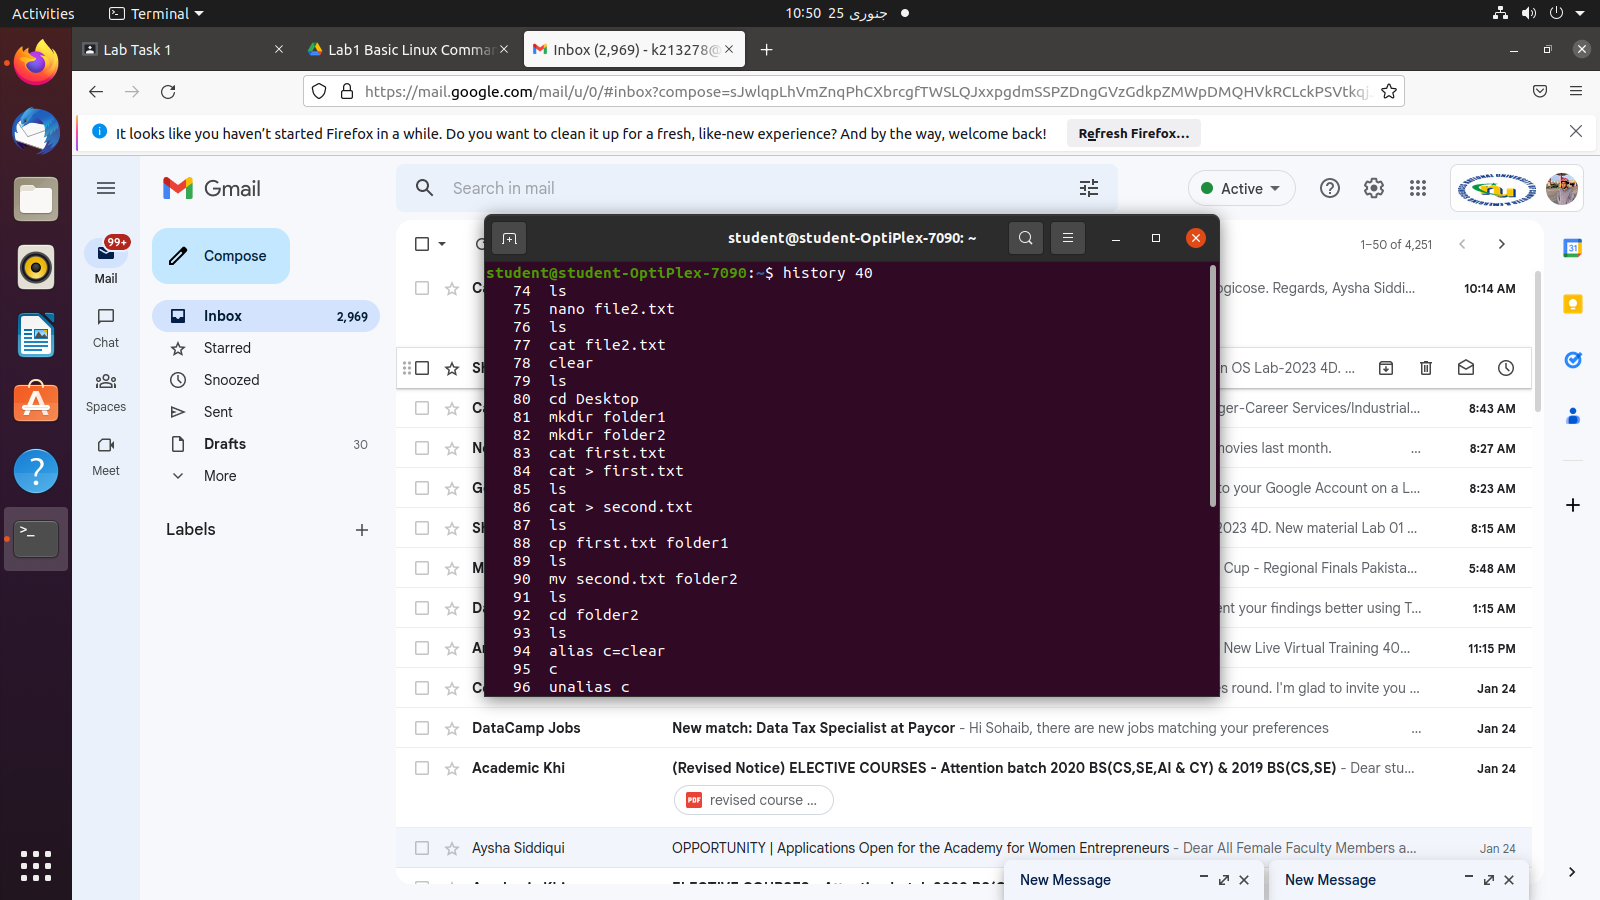 Activities
Terminal
10:50 25 جنوری
Lab Task 1
Lab1 Basic Linux Comma
Inbox (2,969) - k213278@
https://mail.google.com/mail/u/0/#inbox?compose=sJwlqpLhVmZnqPhCXbrcgfTWSLQJxxpgdmSSPZDngGVzGdkpZMWpDMQHVkRCLckPSVtkqj
It looks like you haven't started Firefox in a while. Do you want to clean it up for a fresh, like-new experience? And by the way, welcome back!
Refresh Firefox...
Gmail
Search in mail
Active
99+
Mail
Chat
Spaces
Meet
Compose
Inbox 2,969
Starred
Snoozed
Sent
Drafts 30
More
Labels
1–50 of 4,251
student@student-OptiPlex-7090: ~
student@student-OptiPlex-7090:~$ history 40
74 ls
75 nano file2.txt
76 ls
77 cat file2.txt
78 clear
79 ls
80 cd Desktop
81 mkdir folder1
82 mkdir folder2
83 cat first.txt
84 cat > first.txt
85 ls
86 cat > second.txt
87 ls
88 cp first.txt folder1
89 ls
90 mv second.txt folder2
91 ls
92 cd folder2
93 ls
94 alias c=clear
95 c
96 unalias c
ogicose. Regards, Aysha Siddi... 10:14 AM
n OS Lab-2023 4D. ...
ger-Career Services/Industrial... 8:43 AM
novies last month. ... 8:27 AM
to your Google Account on a L... 8:23 AM
2023 4D. New material Lab 01 ... 8:15 AM
Cup - Regional Finals Pakista... 5:48 AM
ent your findings better using T... 1:15 AM
New Live Virtual Training 40... 11:15 PM
es round. I'm glad to invite you ... Jan 24
DataCamp Jobs New match: Data Tax Specialist at Paycor - Hi Sohaib, there are new jobs matching your preferences ... Jan 24
Academic Khi (Revised Notice) ELECTIVE COURSES - Attention batch 2020 BS(CS,SE,AI & CY) & 2019 BS(CS,SE) - Dear stu... Jan 24
PDF revised course ...
Aysha Siddiqui OPPORTUNITY | Applications Open for the Academy for Women Entrepreneurs - Dear All Female Faculty Members a... Jan 24
New Message
New Message